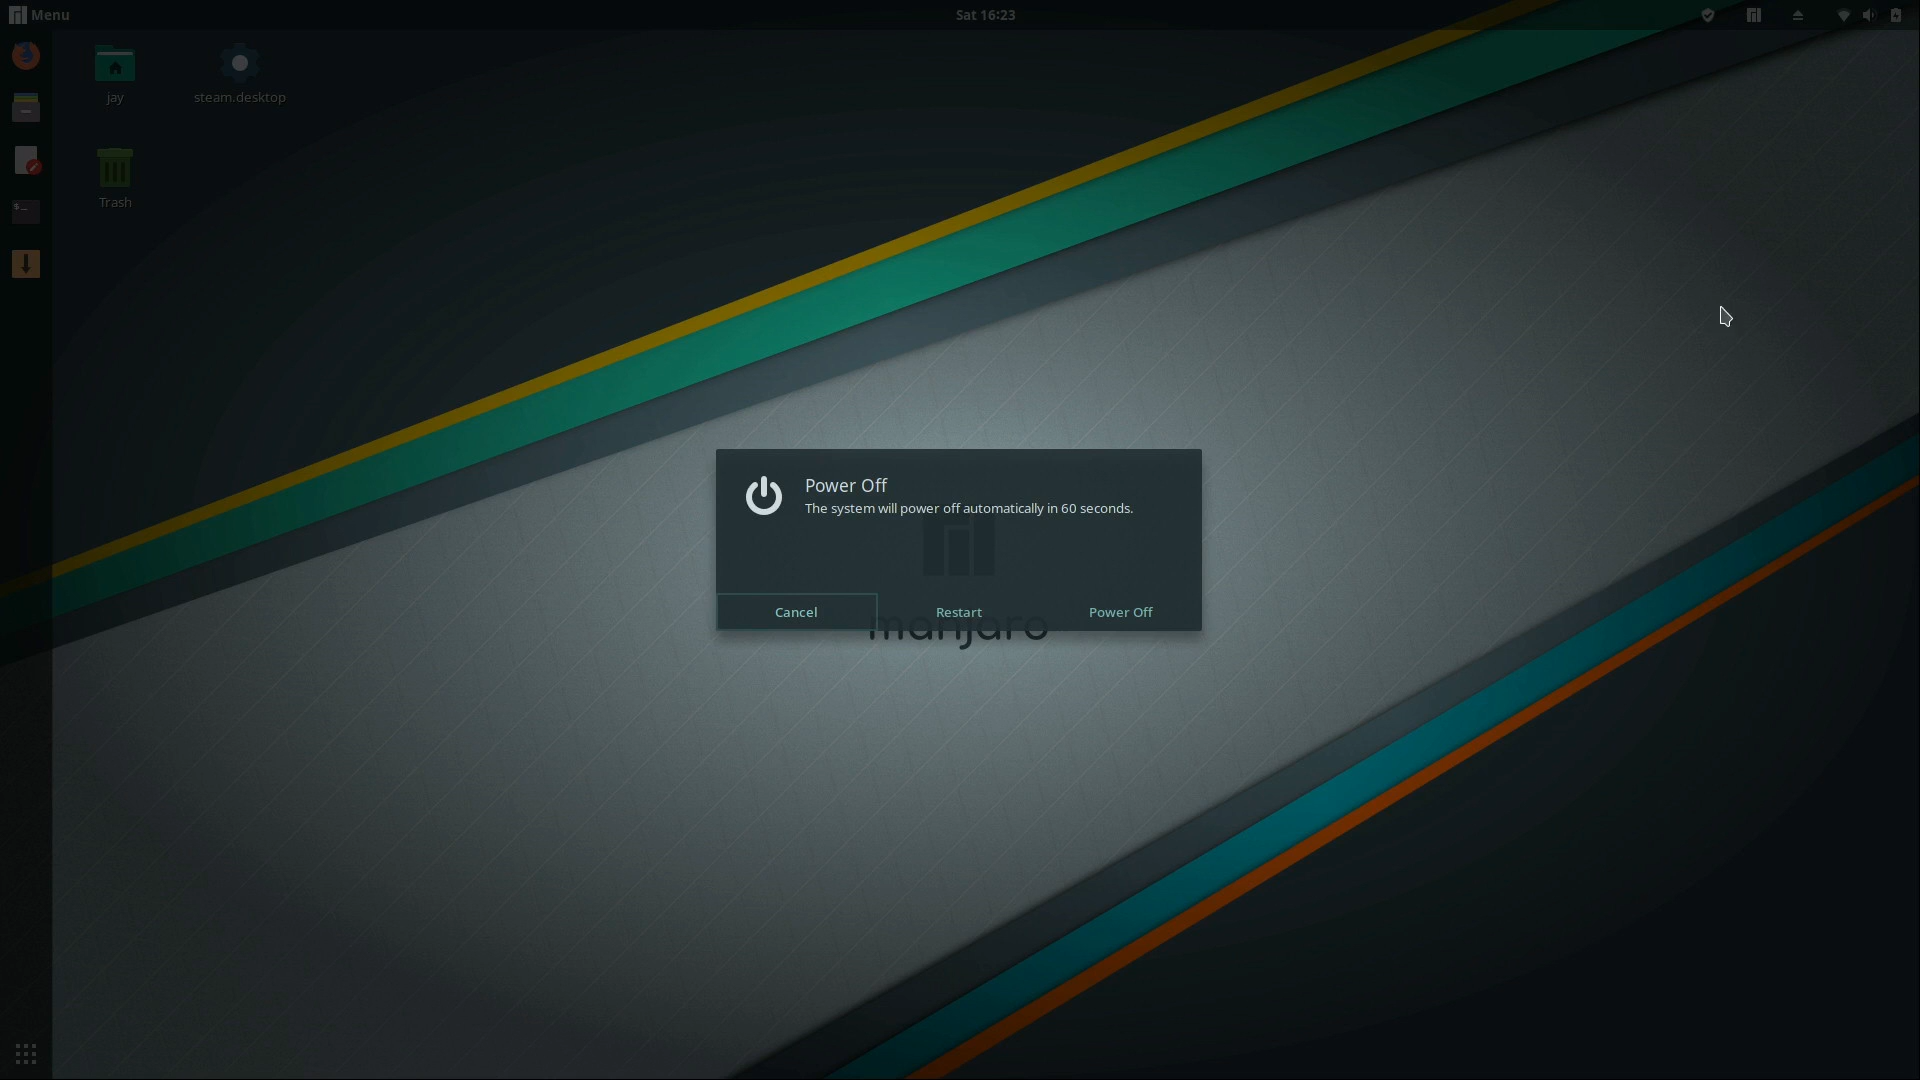 Menu
Sat 16:23
jay
steam.desktop
Trash
$_
Power Off
The system will power off automatically in 60 seconds.
Cancel
Restart
Power Off
manjaro